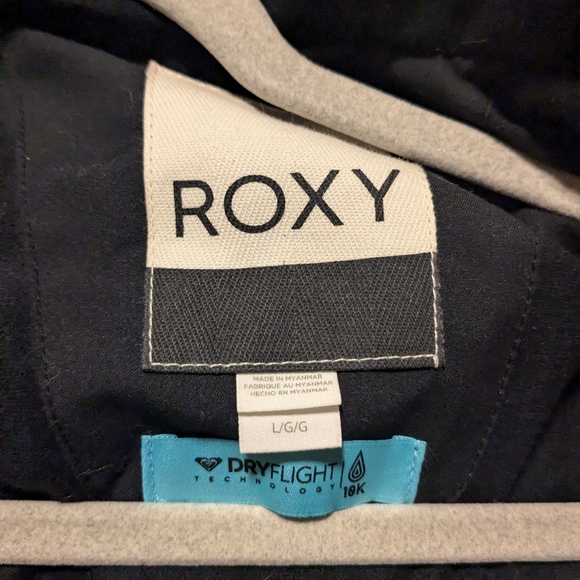 ROXY
MADE IN MYANMAR
FABRIQUÉ AU MYANMAR
HECHO EN MYANMAR
L/G/G
DRYFLIGHT
TECHNOLOGY
10K